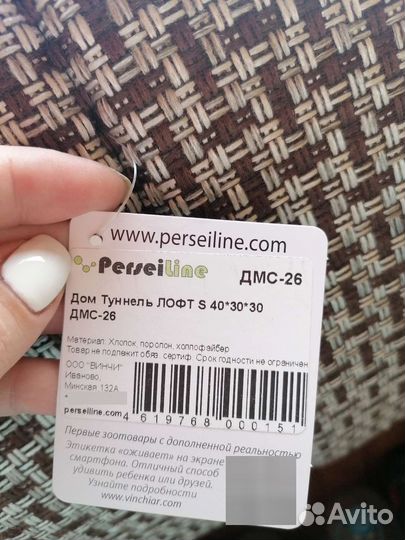 www.perseiline.com
PerseiLine ДМС-26
Дом Туннель ЛОФТ S 40*30*30
ДМС-26
Материал: Хлопок, поролон, холлофайбер
Товар не подлежит обяз. сертиф. Срок годности не ограничен
ООО "ВИНЧИ"
Иваново,
Минская, 132А
*
perseiline.com
4 619768 000151
Первые зоотовары с дополненной реальностью
Этикетка «оживает» на экране
смартфона. Отличный способ
удивить ребенка или друзей.
Узнайте подробности
www.vinchiar.com
Avito